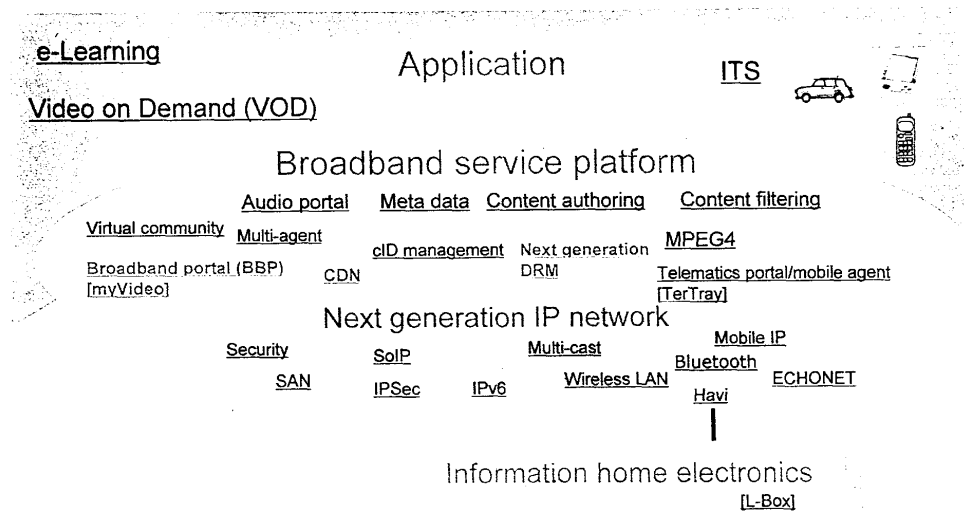 e-Learning
Application
ITS
Video on Demand (VOD)
Broadband service platform
Audio portal
Meta data
Content authoring
Content filtering
Virtual community
Multi-agent
cID management
Next generation
DRM
MPEG4
Broadband portal (BBP)
[myVideo]
CDN
Telematics portal/mobile agent
[TerTray]
Next generation IP network
Security
SoIP
Multi-cast
Mobile IP
Bluetooth
SAN
IPSec
IPv6
Wireless LAN
ECHONET
Havi
Information home electronics
[L-Box]